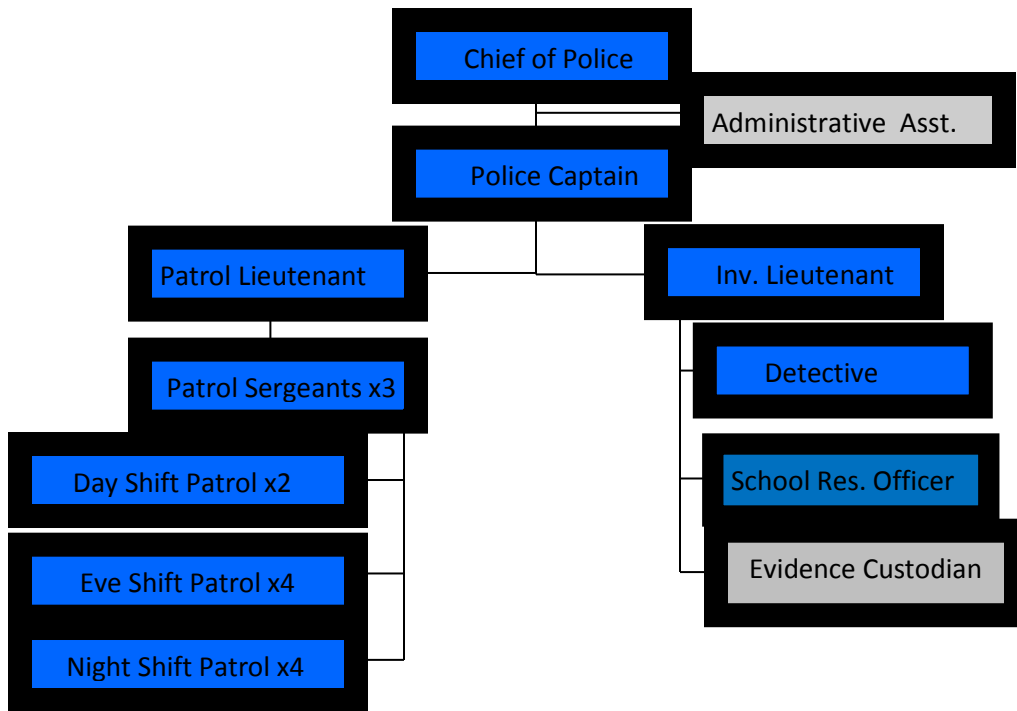 Chief of Police
Administrative Asst.
Police Captain
Patrol Lieutenant
Inv. Lieutenant
Patrol Sergeants x3
Detective
Day Shift Patrol x2
School Res. Officer
Eve Shift Patrol x4
Evidence Custodian
Night Shift Patrol x4